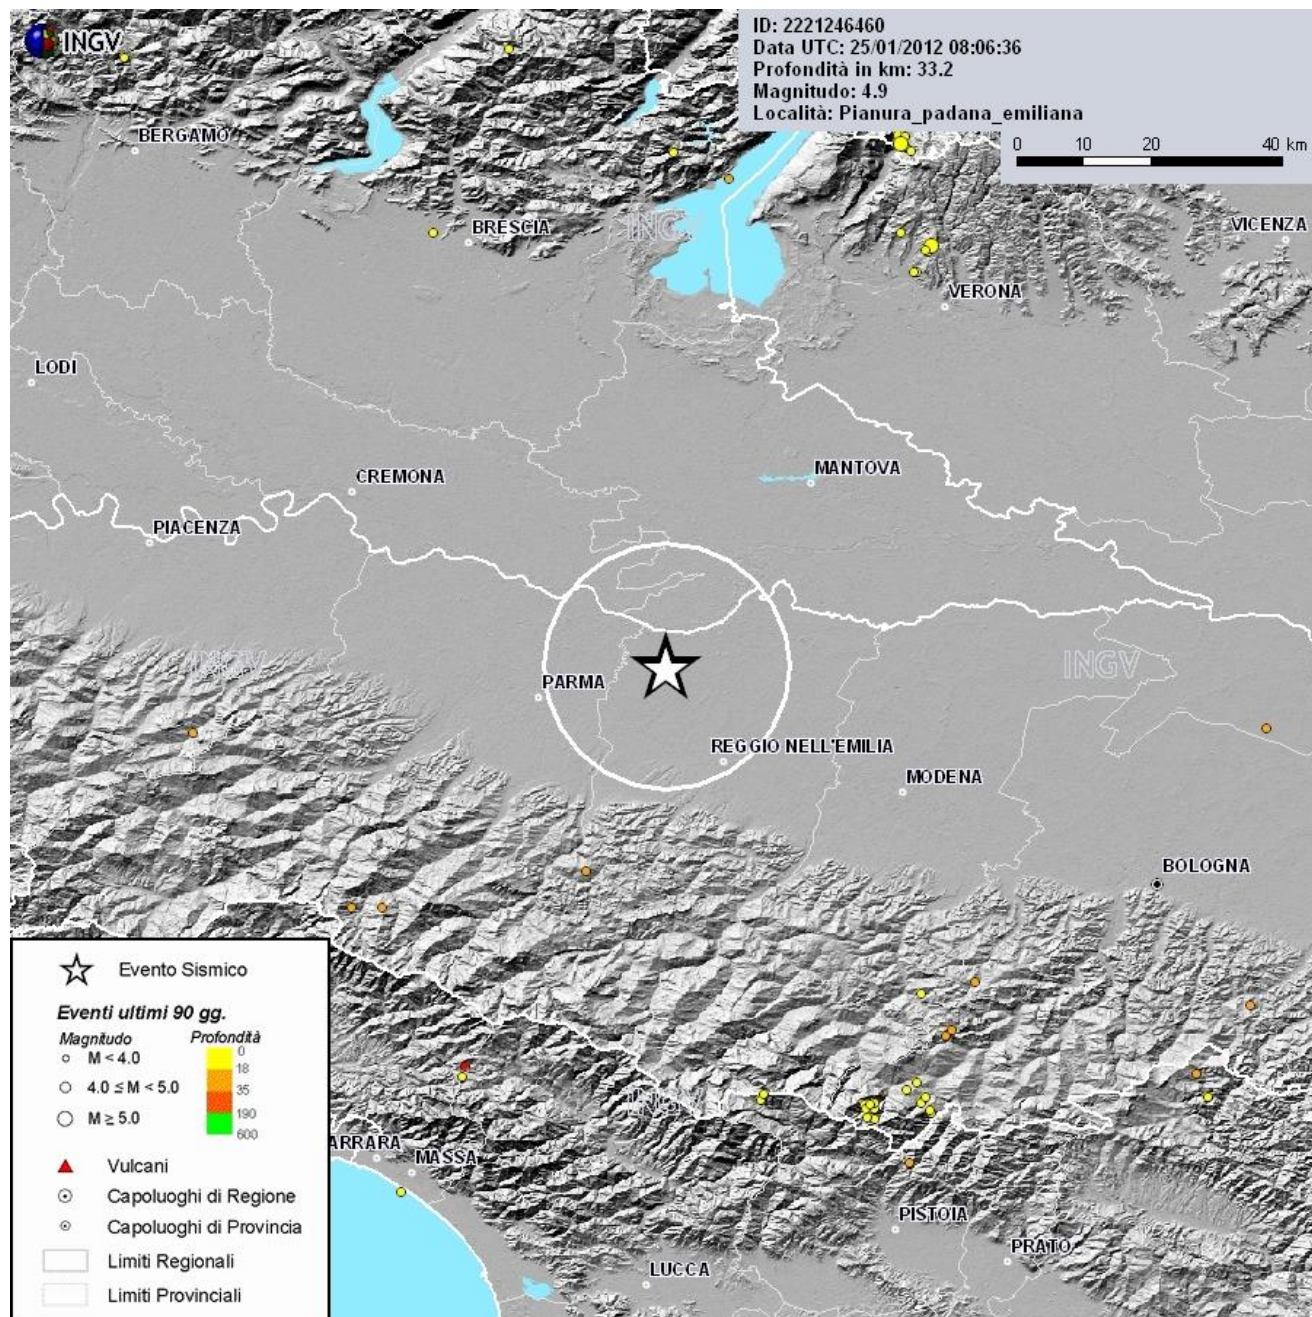 INGV
ID: 2221246460
Data UTC: 25/01/2012 08:06:36
Profondità in km: 33.2
Magnitudo: 4.9
Località: Pianura_padana_emiliana
0 10 20 40 km
BERGAMO
BRESCIA
INGV
VICENZA
VERONA
LODI
CREMONA
MANTOVA
PIACENZA
INGV
INGV
PARMA
REGGIO NELL'EMILIA
MODENA
BOLOGNA
INGV
ARRARA
MASSA
PISTOIA
PRATO
LUCCA
Evento Sismico
Eventi ultimi 90 gg.
Magnitudo Profondità
M < 4.0
4.0 ≤ M < 5.0
M ≥ 5.0
0
18
35
190
600
Vulcani
Capoluoghi di Regione
Capoluoghi di Provincia
Limiti Regionali
Limiti Provinciali